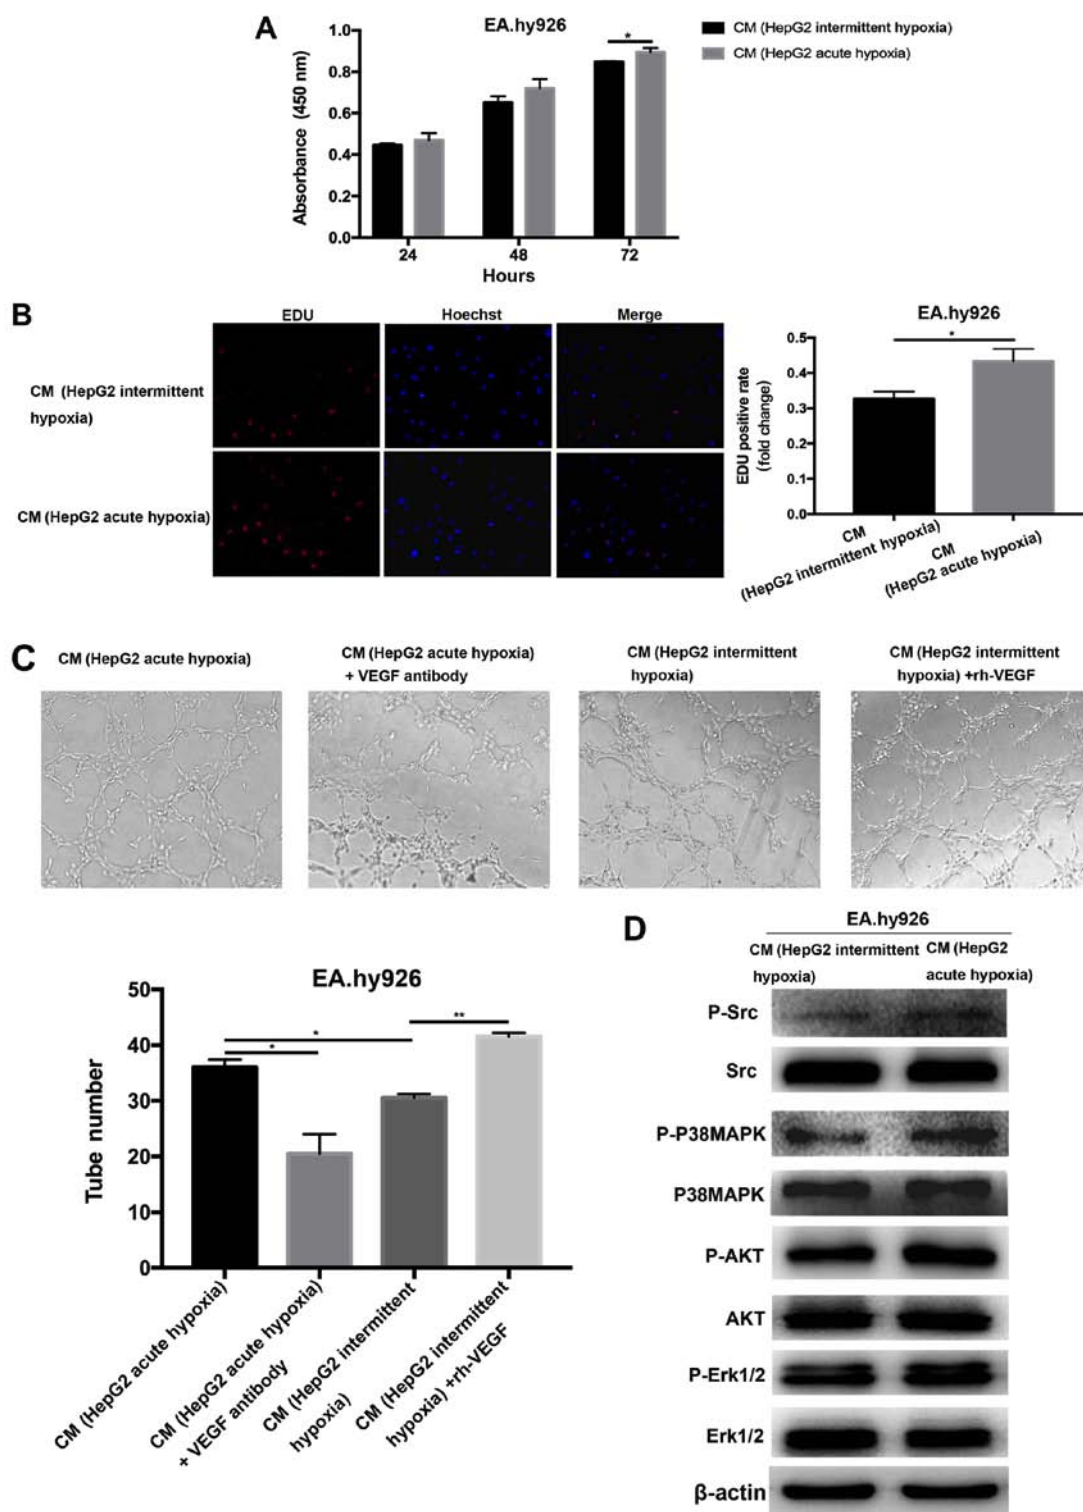 A
EA.hy926
CM (HepG2 intermittent hypoxia)
CM (HepG2 acute hypoxia)
Absorbance (450 nm)
1.0
0.8
0.6
0.4
0.2
0.0
*
24
48
72
Hours
B
EDU
Hoechst
Merge
CM (HepG2 intermittent
hypoxia)
CM (HepG2 acute hypoxia)
EA.hy926
EDU positive rate
(fold change)
0.5
0.4
0.3
0.2
0.1
0.0
*
CM
(HepG2 intermittent hypoxia)
CM
(HepG2 acute hypoxia)
C
CM (HepG2 acute hypoxia)
CM (HepG2 acute hypoxia)
+ VEGF antibody
CM (HepG2 intermittent
hypoxia)
CM (HepG2 intermittent
hypoxia) +rh-VEGF
EA.hy926
Tube number
50
40
30
20
10
0
*
*
**
CM (HepG2 acute hypoxia)
CM (HepG2 acute hypoxia)
+ VEGF antibody
CM (HepG2 intermittent
hypoxia)
CM (HepG2 intermittent
hypoxia) +rh-VEGF
D
EA.hy926
CM (HepG2 intermittent
hypoxia)
CM (HepG2
acute hypoxia)
P-Src
Src
P-P38MAPK
P38MAPK
P-AKT
AKT
P-Erk1/2
Erk1/2
β-actin